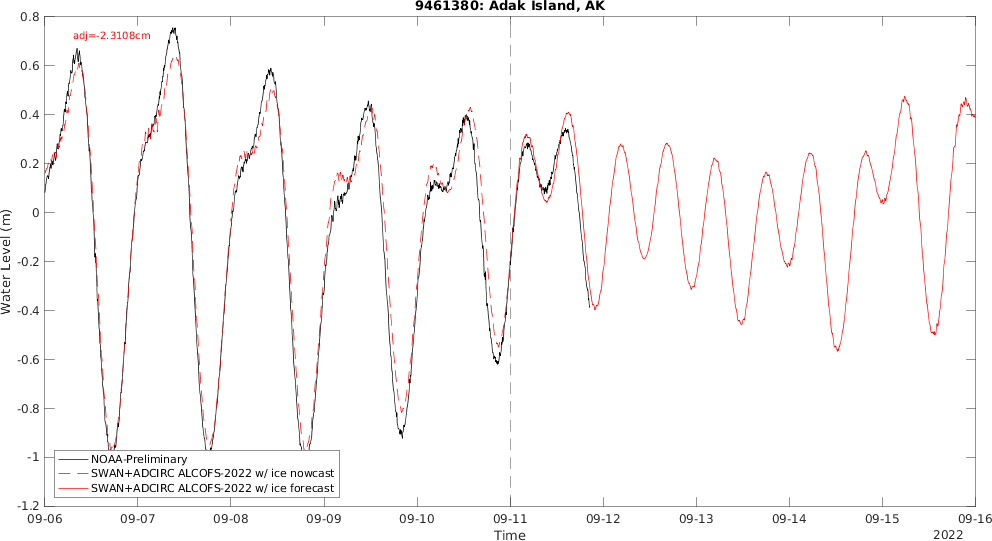 9461380: Adak Island, AK
adj=-2.3108cm
Water Level (m)
0.8
0.6
0.4
0.2
0
-0.2
-0.4
-0.6
-0.8
-1
-1.2
NOAA-Preliminary
SWAN+ADCIRC ALCOFS-2022 w/ ice nowcast
SWAN+ADCIRC ALCOFS-2022 w/ ice forecast
09-06 09-07 09-08 09-09 09-10 09-11 09-12 09-13 09-14 09-15 09-16
Time
2022